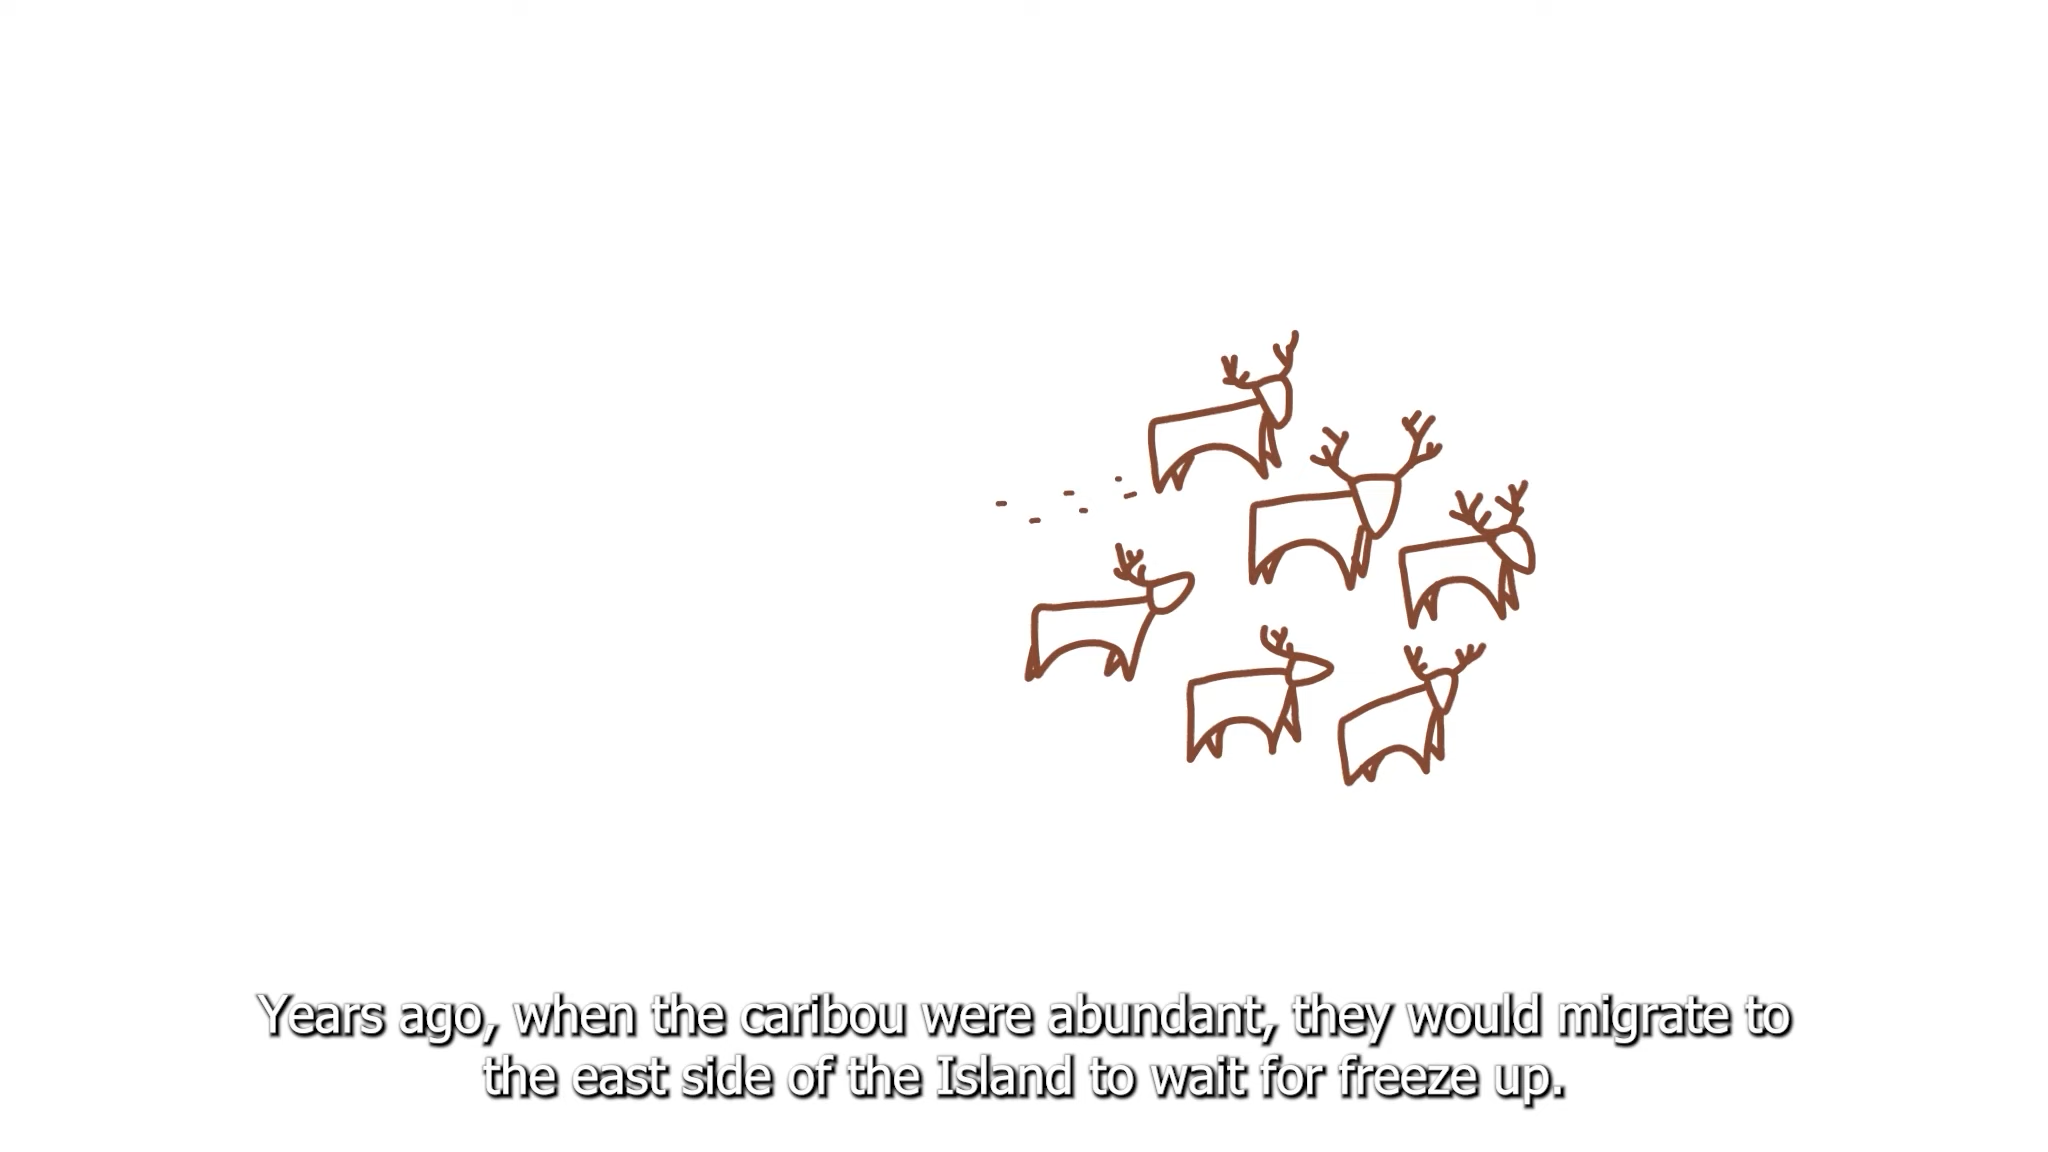 Years ago, when the caribou were abundant, they would migrate to
the east side of the Island to wait for freeze up.